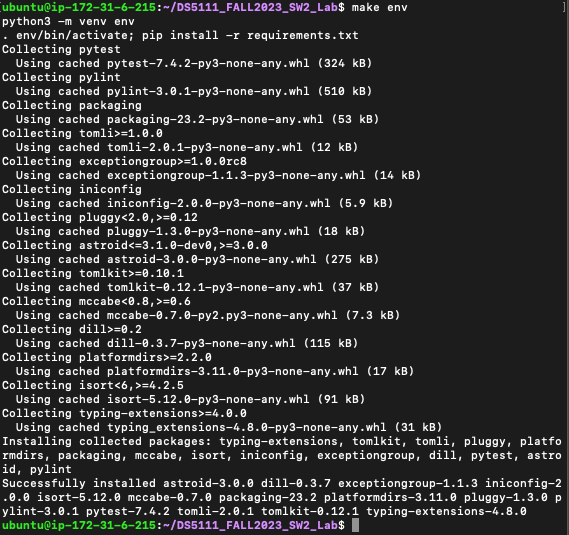 ubuntu@ip-172-31-6-215:~/DS5111_FALL2023_SW2_Lab$ make env
python3 -m venv env
. env/bin/activate; pip install -r requirements.txt
Collecting pytest
  Using cached pytest-7.4.2-py3-none-any.whl (324 kB)
Collecting pylint
  Using cached pylint-3.0.1-py3-none-any.whl (510 kB)
Collecting packaging
  Using cached packaging-23.2-py3-none-any.whl (53 kB)
Collecting tomli>=1.0.0
  Using cached tomli-2.0.1-py3-none-any.whl (12 kB)
Collecting exceptiongroup>=1.0.0rc8
  Using cached exceptiongroup-1.1.3-py3-none-any.whl (14 kB)
Collecting iniconfig
  Using cached iniconfig-2.0.0-py3-none-any.whl (5.9 kB)
Collecting pluggy<2.0,>=0.12
  Using cached pluggy-1.3.0-py3-none-any.whl (18 kB)
Collecting astroid<=3.1.0-dev0,>=3.0.0
  Using cached astroid-3.0.0-py3-none-any.whl (275 kB)
Collecting tomlkit>=0.10.1
  Using cached tomlkit-0.12.1-py3-none-any.whl (37 kB)
Collecting mccabe<0.8,>=0.6
  Using cached mccabe-0.7.0-py2.py3-none-any.whl (7.3 kB)
Collecting dill>=0.2
  Using cached dill-0.3.7-py3-none-any.whl (115 kB)
Collecting platformdirs>=2.2.0
  Using cached platformdirs-3.11.0-py3-none-any.whl (17 kB)
Collecting isort<6,>=4.2.5
  Using cached isort-5.12.0-py3-none-any.whl (91 kB)
Collecting typing-extensions>=4.0.0
  Using cached typing_extensions-4.8.0-py3-none-any.whl (31 kB)
Installing collected packages: typing-extensions, tomlkit, tomli, pluggy, platfo
rmdirs, packaging, mccabe, isort, iniconfig, exceptiongroup, dill, pytest, astro
id, pylint
Successfully installed astroid-3.0.0 dill-0.3.7 exceptiongroup-1.1.3 iniconfig-2
.0.0 isort-5.12.0 mccabe-0.7.0 packaging-23.2 platformdirs-3.11.0 pluggy-1.3.0 p
ylint-3.0.1 pytest-7.4.2 tomli-2.0.1 tomlkit-0.12.1 typing-extensions-4.8.0
ubuntu@ip-172-31-6-215:~/DS5111_FALL2023_SW2_Lab$